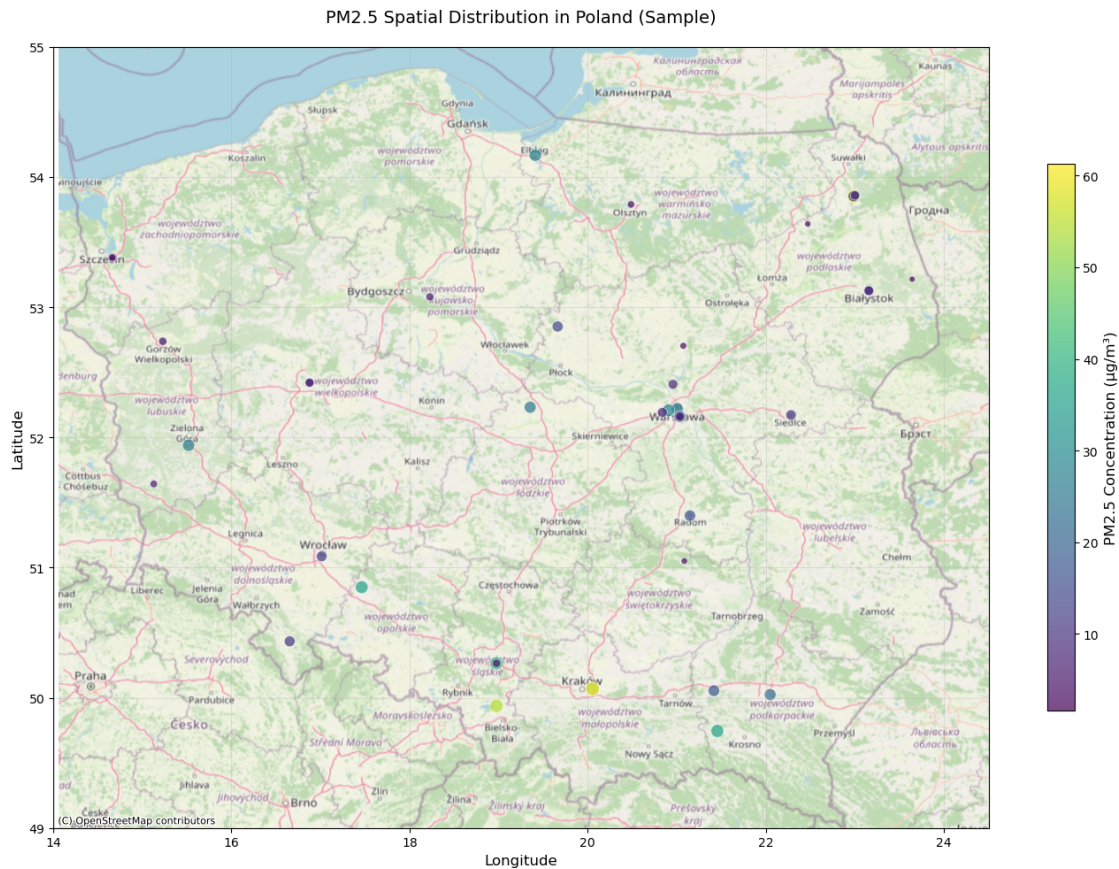 PM2.5 Spatial Distribution in Poland (Sample)
55
54
53
52
51
50
49
Latitude
14
16
18
20
22
24
Longitude
60
50
40
30
20
10
PM2.5 Concentration (µg/m³)
Калининградская
область
Kaunas
Marijampolės
apskritis
Калининград
Gdynia
Słupsk
Gdańsk
Alytaus apskritis
Elbląg
Koszalin
województwo
pomorskie
Suwałki
winoujście
województwo
warmińsko-
mazurskie
Olsztyn
Гродна
województwo
zachodniopomorskie
Szczecin
Grudziądz
województwo
podlaskie
Łomża
Bydgoszcz
województwo
kujawsko-
pomorskie
Ostrołęka
Białystok
Włocławek
Gorzów
Wielkopolski
Płock
denburg
województwo
wielkopolskie
województwo
lubuskie
Konin
Warszawa
Siedlce
Skierniewice
Брэст
Zielona
Góra
Leszno
Kalisz
Cottbus
- Chóśebuz
województwo
łódzkie
Radom
Piotrków
Trybunalski
województwo
lubelskie
Legnica
Wrocław
Chełm
województwo
dolnośląskie
Częstochowa
Liberec
Jelenia
Góra
Wałbrzych
województwo
świętokrzyskie
Tarnobrzeg
Zamość
województwo
opolskie
Severovýchod
województwo
śląskie
Praha
Kraków
Rybnik
Pardubice
Tarnów
województwo
podkarpackie
Moravskoslezsko
województwo
małopolskie
Česko
Bielsko-
Biała
Przemyśl
Krosno
Львівська
область
Střední Morava
Nowy Sącz
Jihlava
Zlín
Jihovýchod
Brno
Žilina
Žilinský kraj
Prešovský
kraj
České
(C) OpenStreetMap contributors